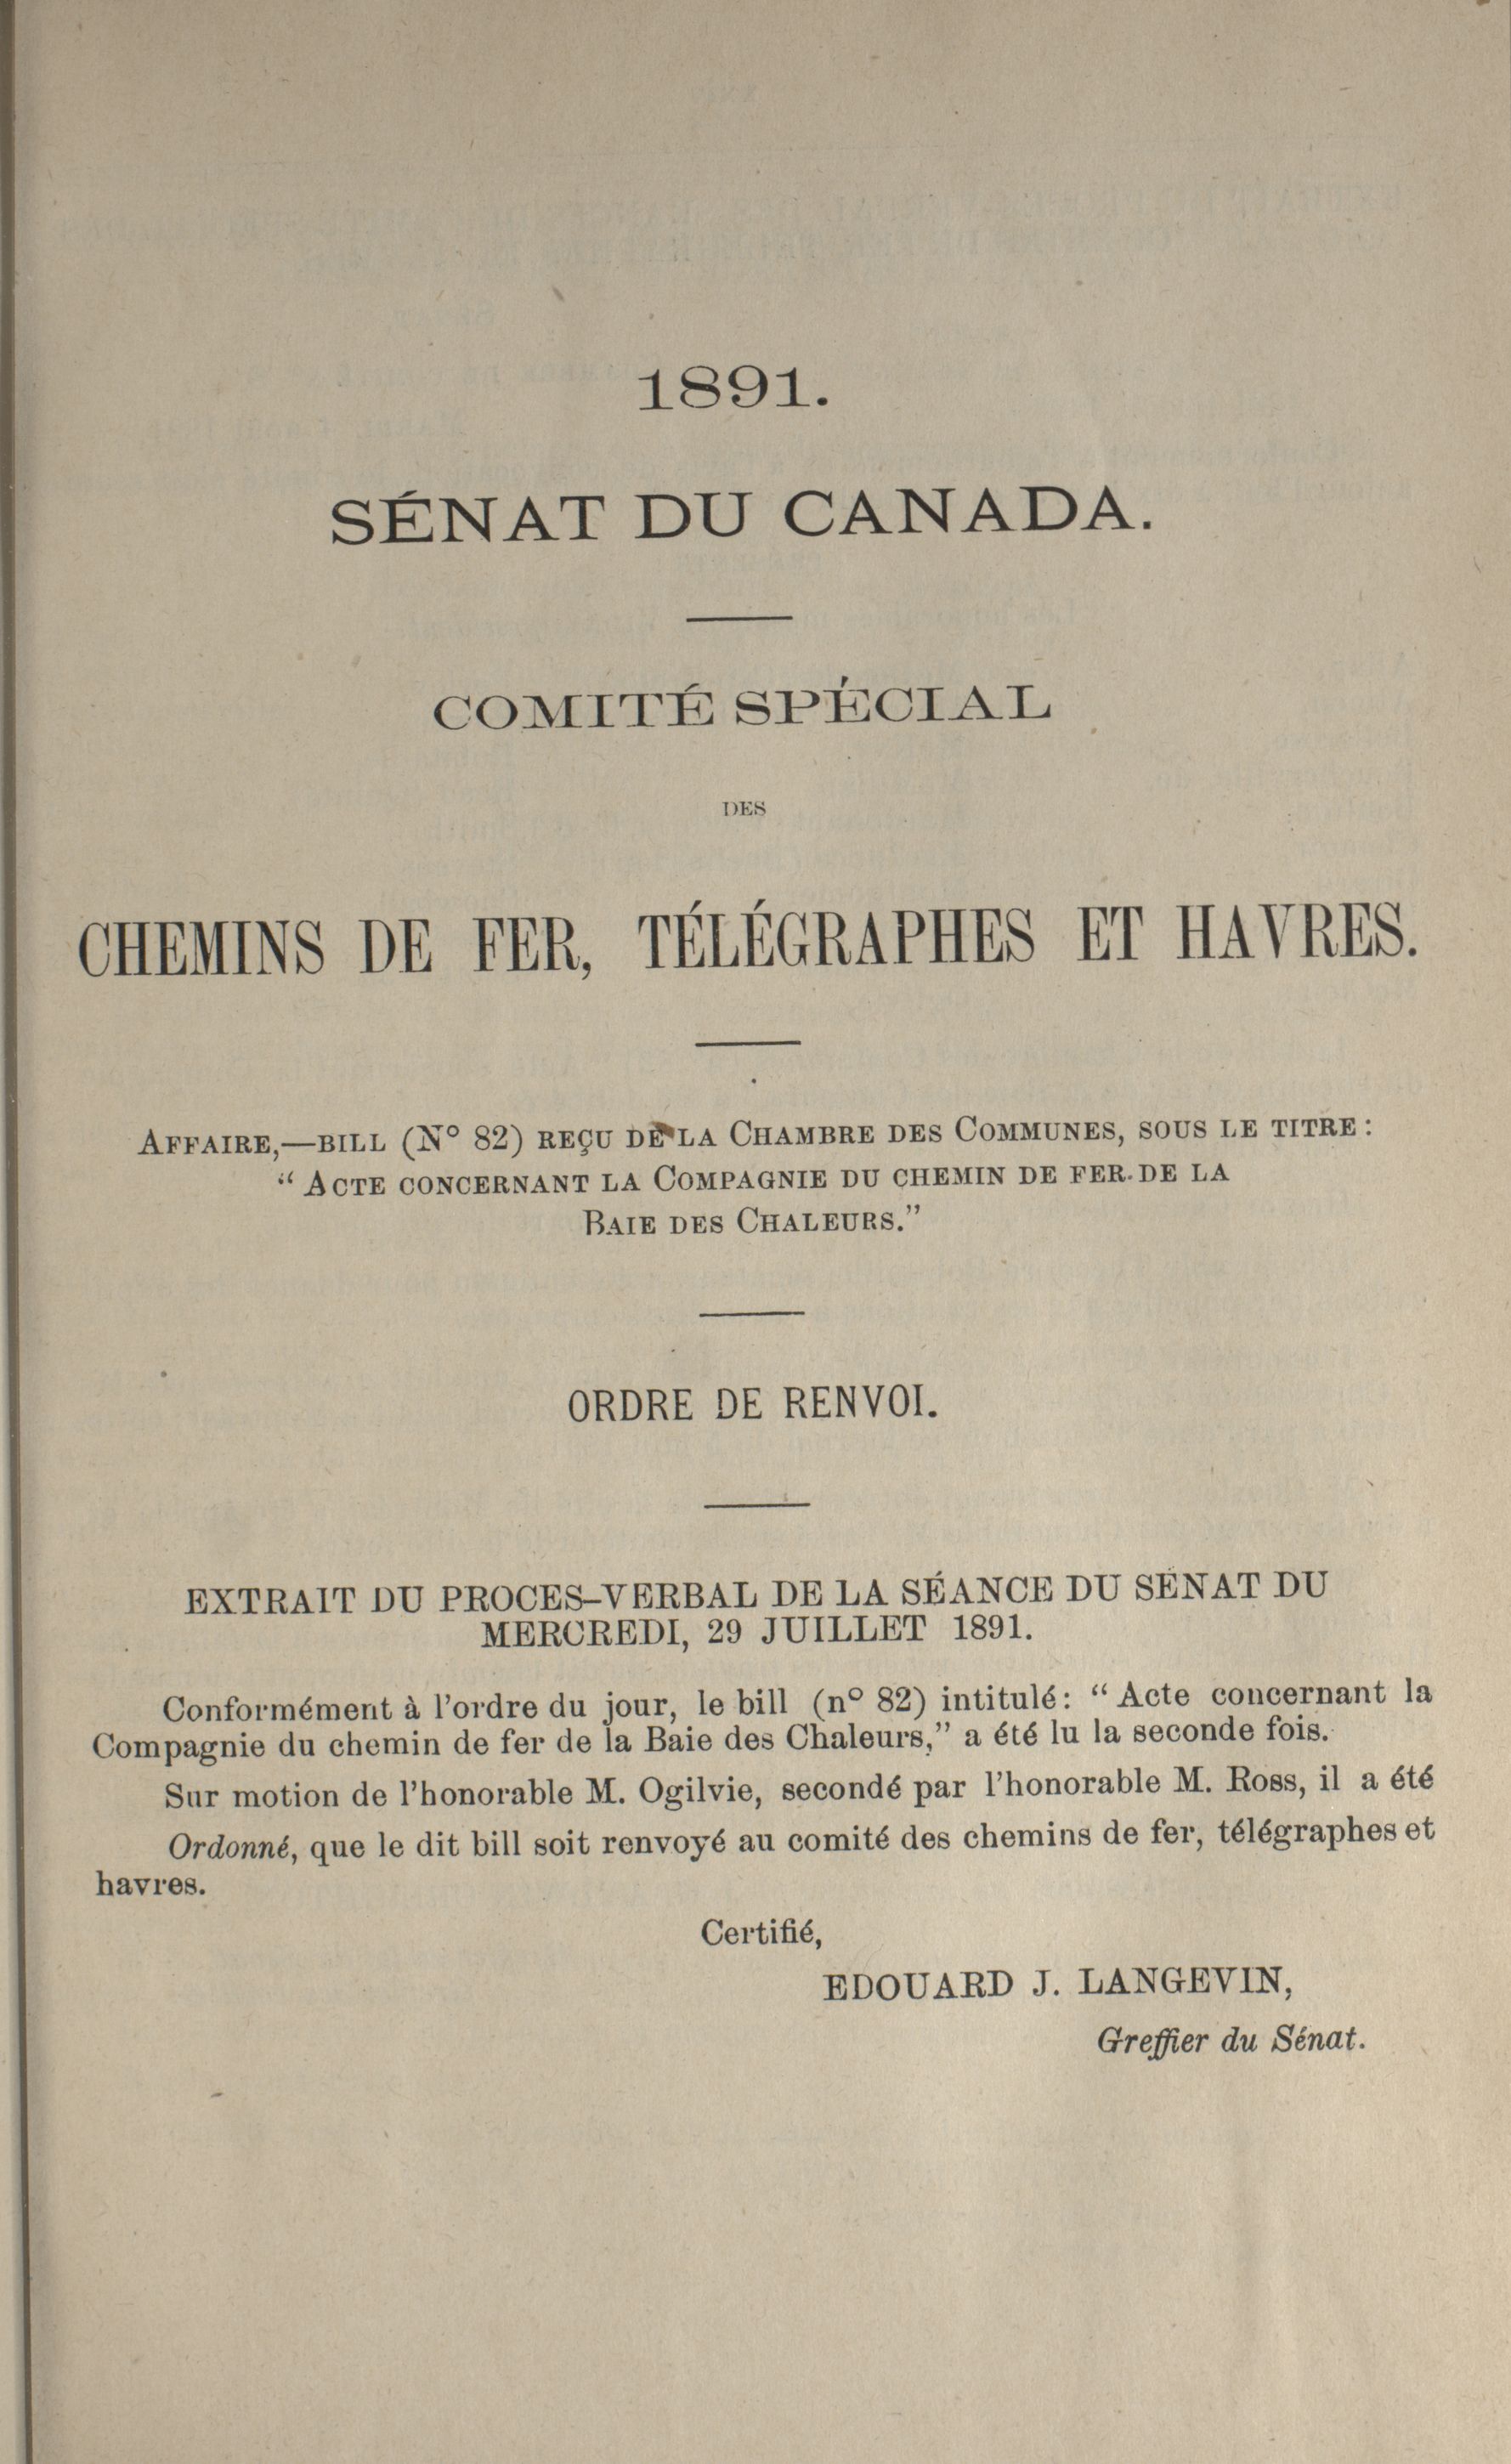 1891.
SÉNAT DU CANADA.
COMITÉ SPÉCIAL
DES
CHEMINS DE FER, TÉLÉGRAPHES ET HAVRES.
AFFAIRE,—BILL (N° 82) REÇU DE LA CHAMBRE DES COMMUNES, SOUS LE TITRE :
“ ACTE CONCERNANT LA COMPAGNIE DU CHEMIN DE FER DE LA
BAIE DES CHALEURS.”
ORDRE DE RENVOI.
EXTRAIT DU PROCES-VERBAL DE LA SÉANCE DU SÉNAT DU
MERCREDI, 29 JUILLET 1891.
Conformément à l'ordre du jour, le bill (n° 82) intitulé: “ Acte concernant la
Compagnie du chemin de fer de la Baie des Chaleurs,” a été lu la seconde fois.
Sur motion de l'honorable M. Ogilvie, secondé par l'honorable M. Ross, il a été
Ordonné, que le dit bill soit renvoyé au comité des chemins de fer, télégraphes et
havres.
Certifié,
EDOUARD J. LANGEVIN,
Greffier du Sénat.